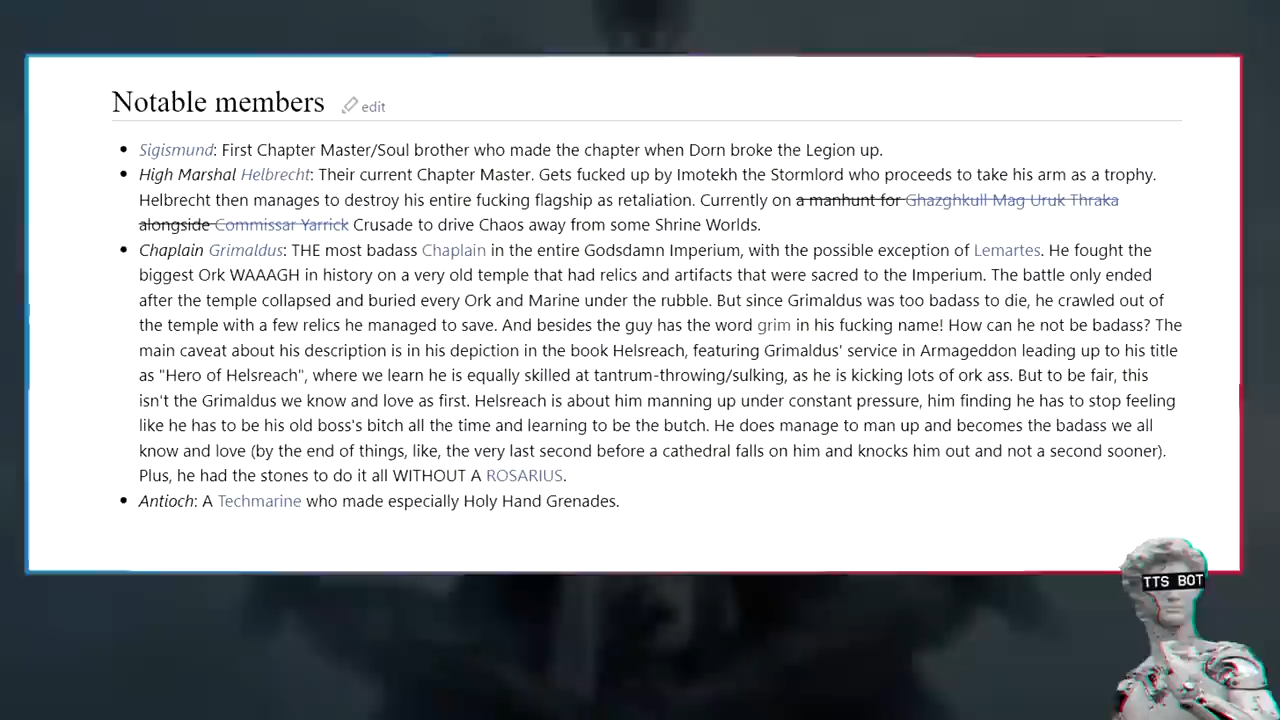 Notable members edit
Sigismund: First Chapter Master/Soul brother who made the chapter when Dorn broke the Legion up.
High Marshal Helbrecht: Their current Chapter Master. Gets fucked up by Imotekh the Stormlord who proceeds to take his arm as a trophy.
Helbrecht then manages to destroy his entire fucking flagship as retaliation. Currently on a manhunt for Ghazghkull Mag Uruk Thraka
alongside Commissar Yarrick Crusade to drive Chaos away from some Shrine Worlds.
Chaplain Grimaldus: THE most badass Chaplain in the entire Godsdamn Imperium, with the possible exception of Lemartes. He fought the
biggest Ork WAAAGH in history on a very old temple that had relics and artifacts that were sacred to the Imperium. The battle only ended
after the temple collapsed and buried every Ork and Marine under the rubble. But since Grimaldus was too badass to die, he crawled out of
the temple with a few relics he managed to save. And besides the guy has the word grim in his fucking name! How can he not be badass? The
main caveat about his description is in his depiction in the book Helsreach, featuring Grimaldus' service in Armageddon leading up to his title
as "Hero of Helsreach", where we learn he is equally skilled at tantrum-throwing/sulking, as he is kicking lots of ork ass. But to be fair, this
isn't the Grimaldus we know and love as first. Helsreach is about him manning up under constant pressure, him finding he has to stop feeling
like he has to be his old boss's bitch all the time and learning to be the butch. He does manage to man up and becomes the badass we all
know and love (by the end of things, like, the very last second before a cathedral falls on him and knocks him out and not a second sooner).
Plus, he had the stones to do it all WITHOUT A ROSARIUS.
Antioch: A Techmarine who made especially Holy Hand Grenades.
TTS BOT